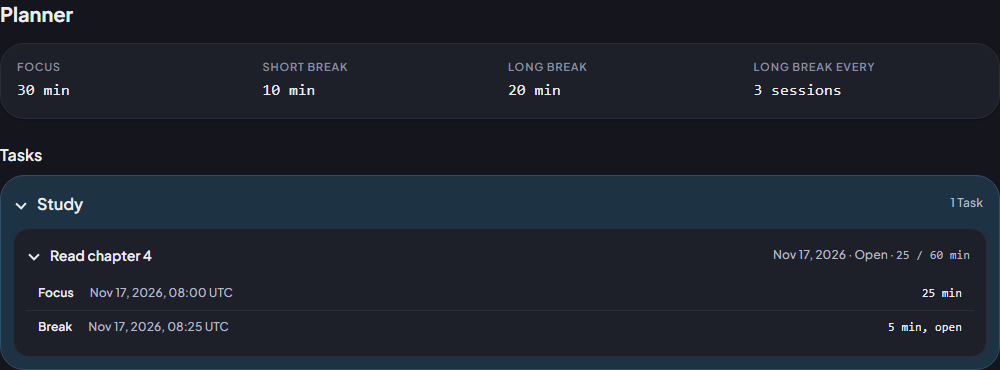 Planner
FOCUS SHORT BREAK LONG BREAK LONG BREAK EVERY
30 min 10 min 20 min 3 sessions
Tasks
Study 1 Task
Read chapter 4 Nov 17, 2026 · Open · 25 / 60 min
Focus Nov 17, 2026, 08:00 UTC 25 min
Break Nov 17, 2026, 08:25 UTC 5 min, open